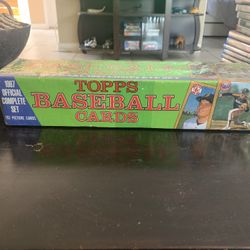 1987
OFFICIAL
COMPLETE
SET
792 PICTURE CARDS
TOPPS
BASEBALL
CARDS